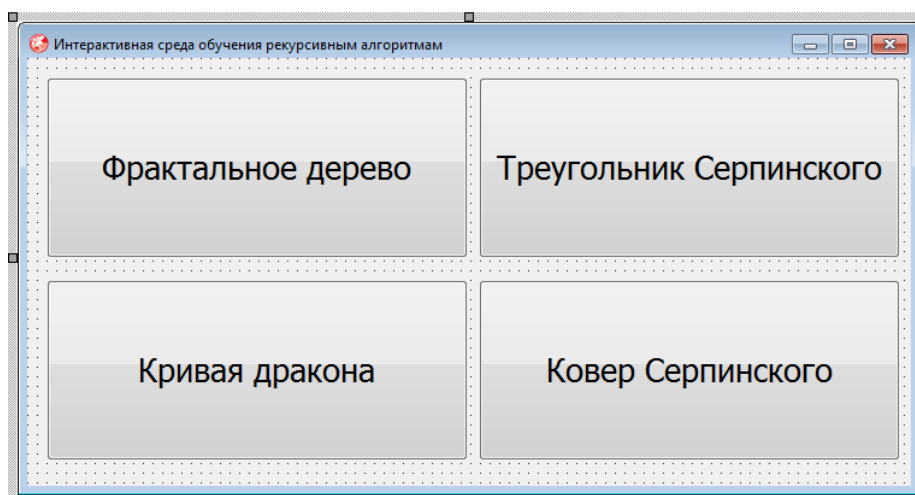 Интерактивная среда обучения рекурсивным алгоритмам
Фрактальное дерево
Треугольник Серпинского
Кривая дракона
Ковер Серпинского